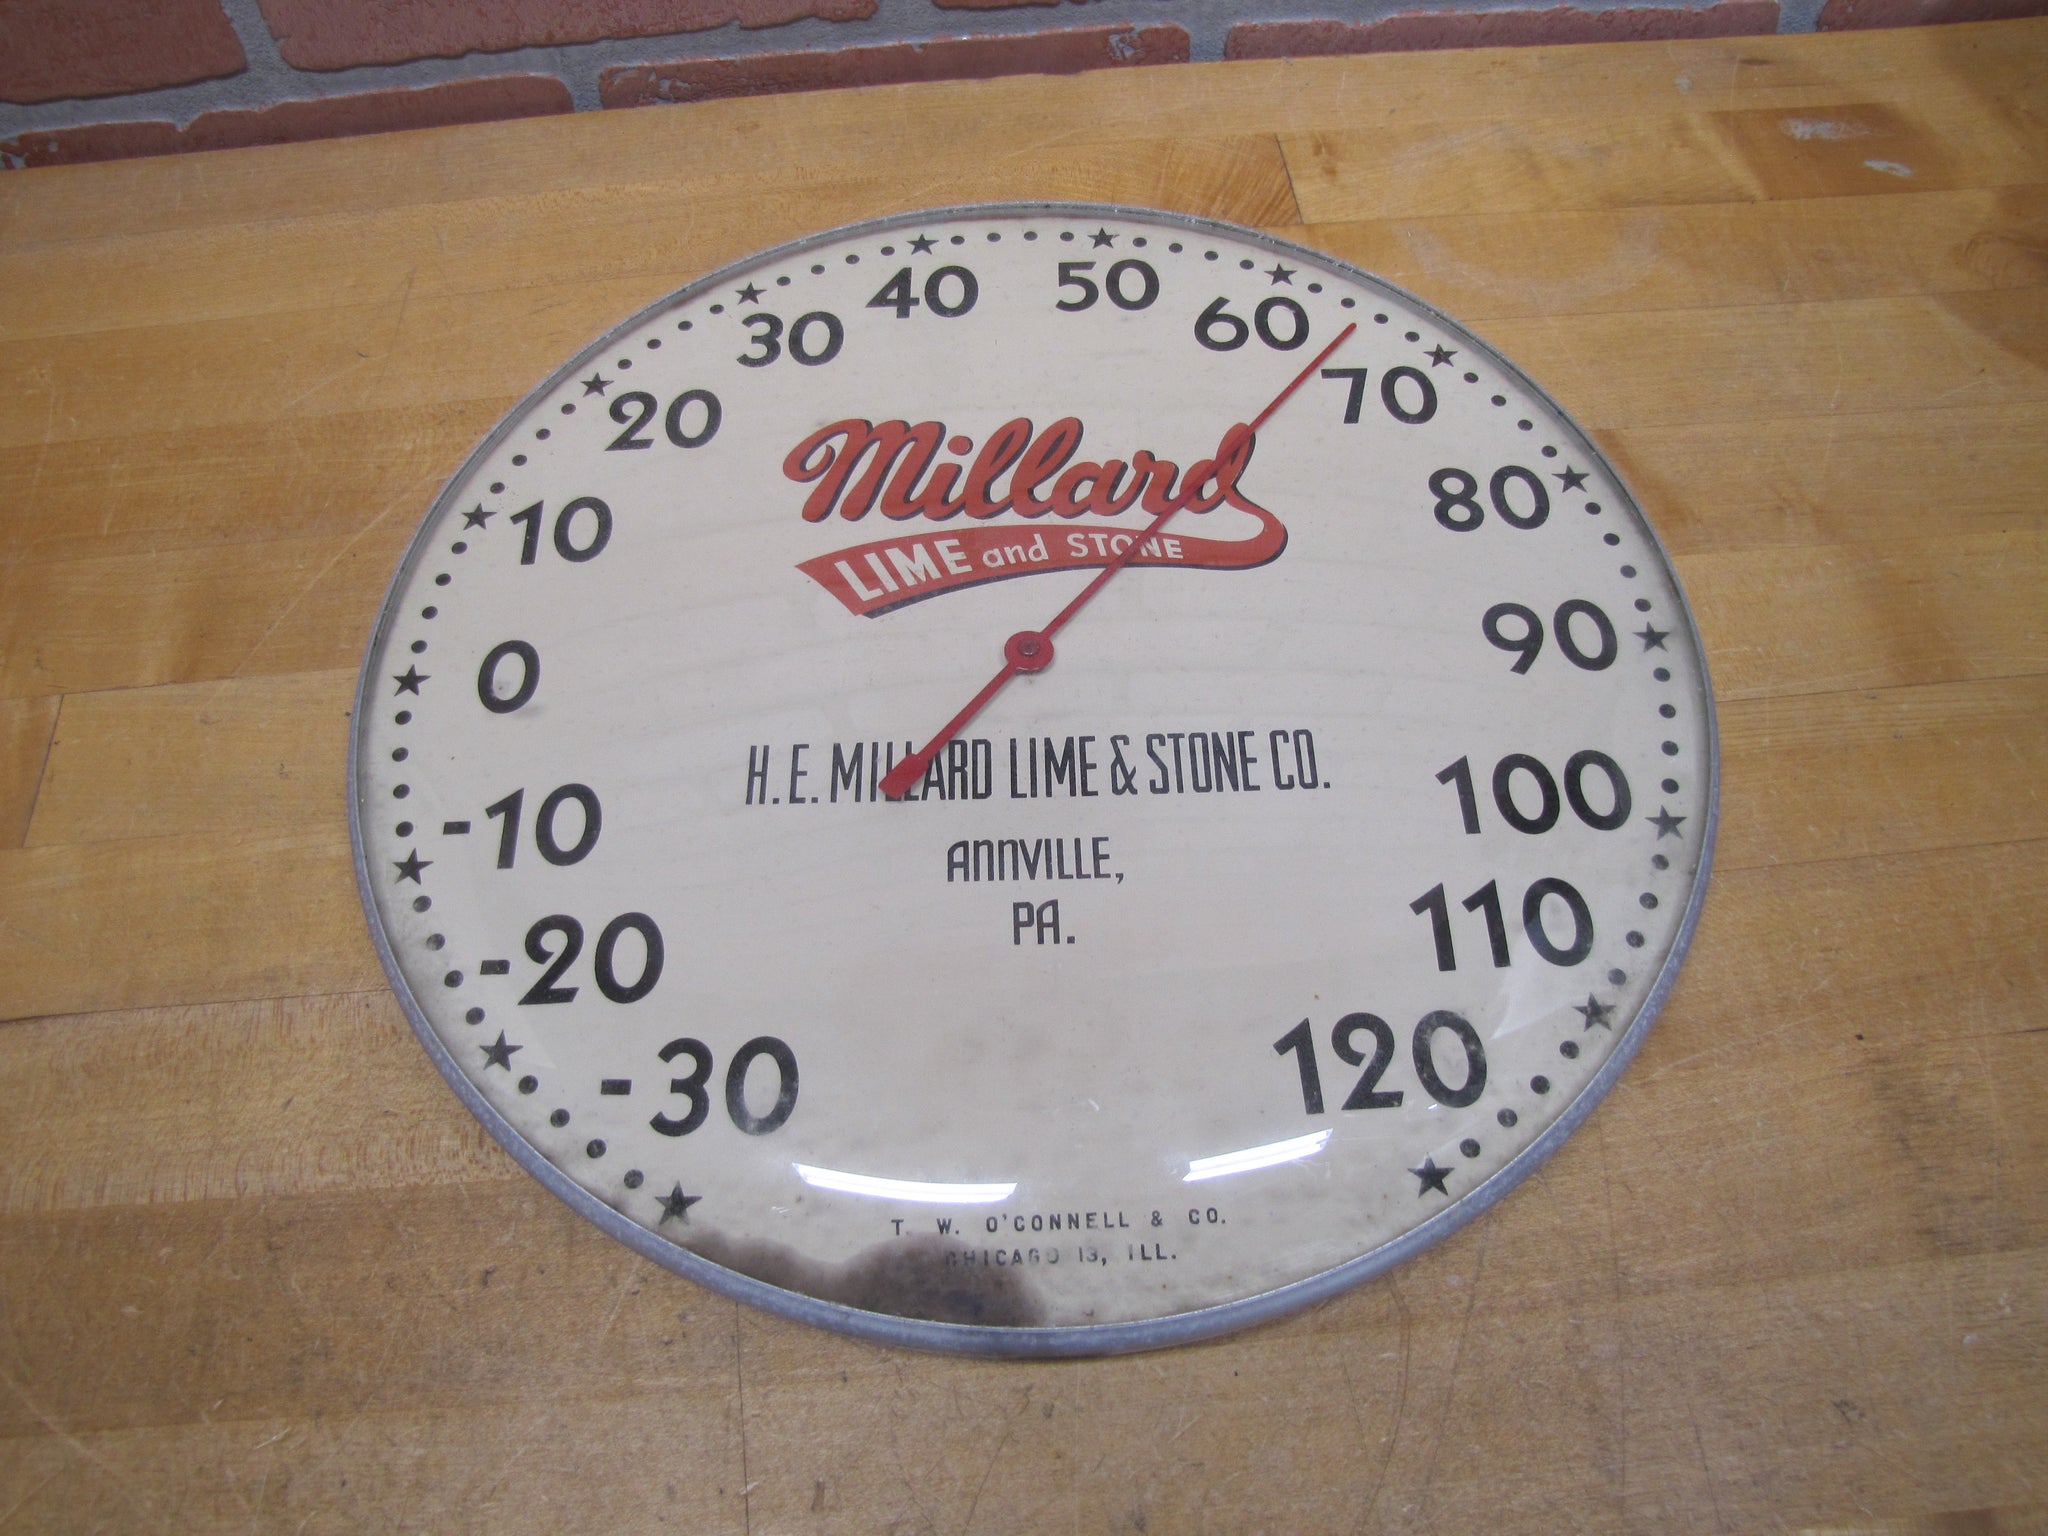 40 50
30 60
20 70
10 80
0 90
-10 100
-20 110
-30 120
Millard
LIME and STONE
H. E. MILLARD LIME & STONE CO.
ANNVILLE,
PA.
T. W. O'CONNELL & CO.
CHICAGO 13, ILL.